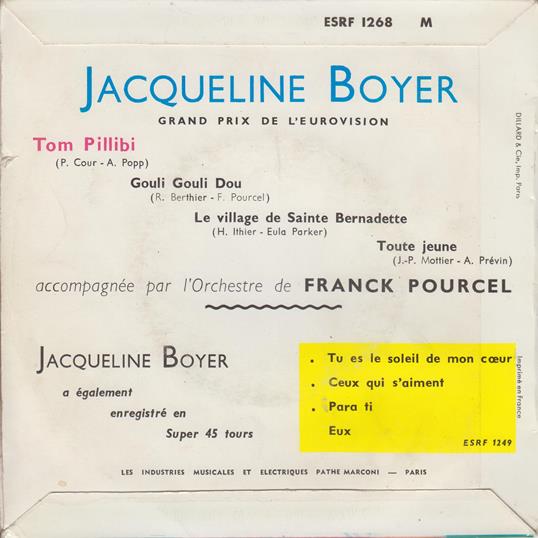 ESRF 1268 M
JACQUELINE BOYER
GRAND PRIX DE L'EUROVISION
Tom Pillibi
(P. Cour - A. Popp)
Gouli Gouli Dou
(R. Berthier - F. Pourcel)
Le village de Sainte Bernadette
(H. Ithier - Eula Parker)
Toute jeune
(J.-P. Mottier - A. Prévin)
accompagnée par l'Orchestre de FRANCK POURCEL
JACQUELINE BOYER
a également
enregistré en
Super 45 tours
. Tu es le soleil de mon cœur
. Ceux qui s'aiment
. Para ti
Eux
ESRF 1249
LES INDUSTRIES MUSICALES ET ELECTRIQUES PATHE MARCONI — PARIS
DILLARD & Cie, Imp. Paris
Imprimé en France